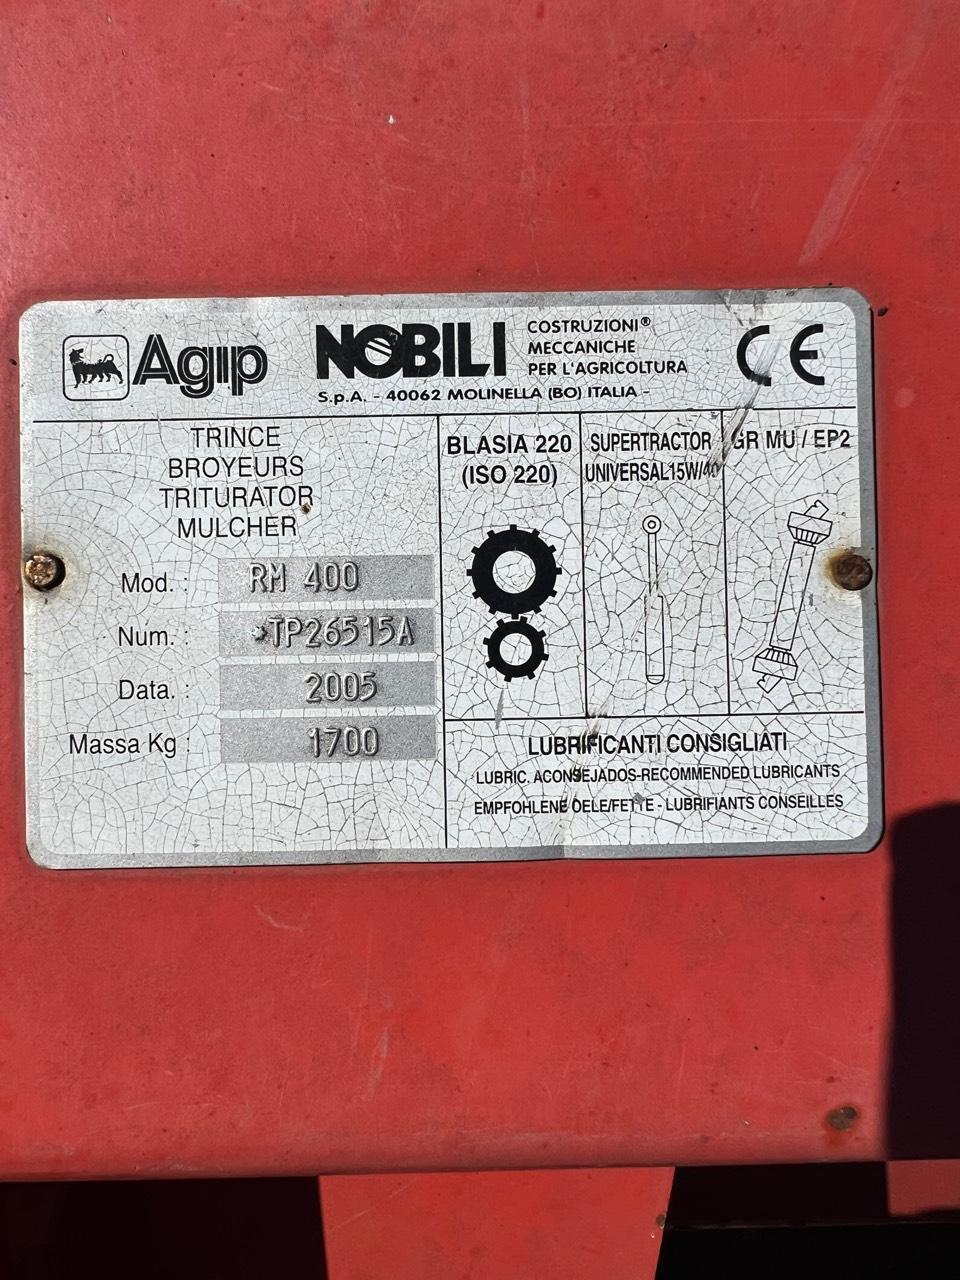 Agip
NOBILI
COSTRUZIONI®
MECCANICHE
PER L'AGRICOLTURA
CE
S.p.A. - 40062 MOLINELLA (BO) ITALIA -
TRINCE
BROYEURS
TRITURATOR
MULCHER
Mod. : RM 400
Num. : *TP26515A
Data. : 2005
Massa Kg : 1700
BLASIA 220
(ISO 220)
SUPERTRACTOR
UNIVERSAL15W/40
GR MU / EP2
LUBRIFICANTI CONSIGLIATI
LUBRIC. ACONSEJADOS-RECOMMENDED LUBRICANTS
EMPFOHLENE OELE/FETTE - LUBRIFIANTS CONSEILLES